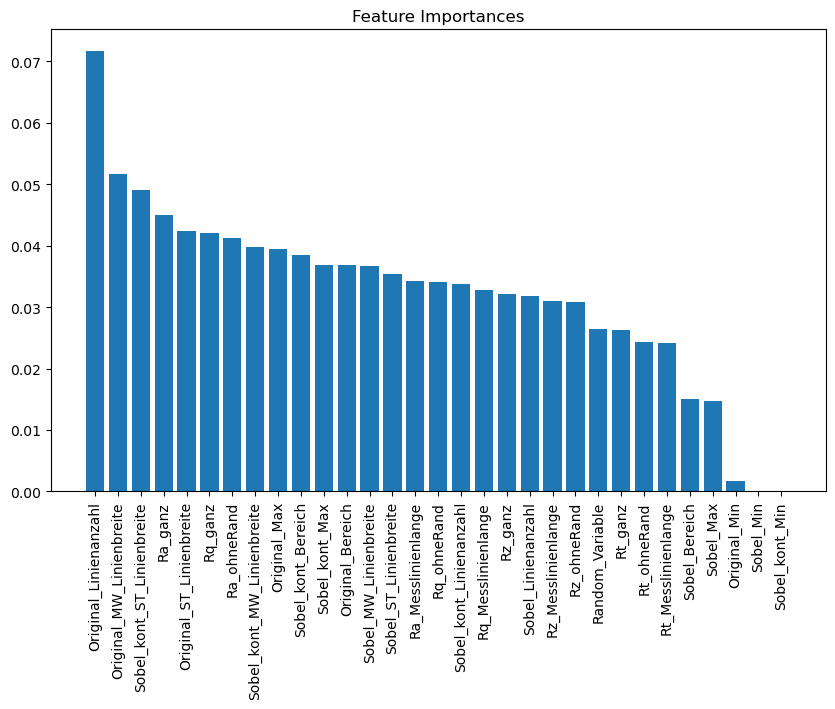 Feature Importances
0.07
0.06
0.05
0.04
0.03
0.02
0.01
0.00
Original_Linienanzahl
Original_MW_Linienbreite
Sobel_kont_ST_Linienbreite
Ra_ganz
Original_ST_Linienbreite
Rq_ganz
Ra_ohneRand
Sobel_kont_MW_Linienbreite
Original_Max
Sobel_kont_Bereich
Sobel_kont_Max
Original_Bereich
Sobel_MW_Linienbreite
Sobel_ST_Linienbreite
Ra_Messlinienlange
Rq_ohneRand
Sobel_kont_Linienanzahl
Rq_Messlinienlange
Rz_ganz
Sobel_Linienanzahl
Rz_Messlinienlange
Rz_ohneRand
Random_Variable
Rt_ganz
Rt_ohneRand
Rt_Messlinienlange
Sobel_Bereich
Sobel_Max
Original_Min
Sobel_Min
Sobel_kont_Min